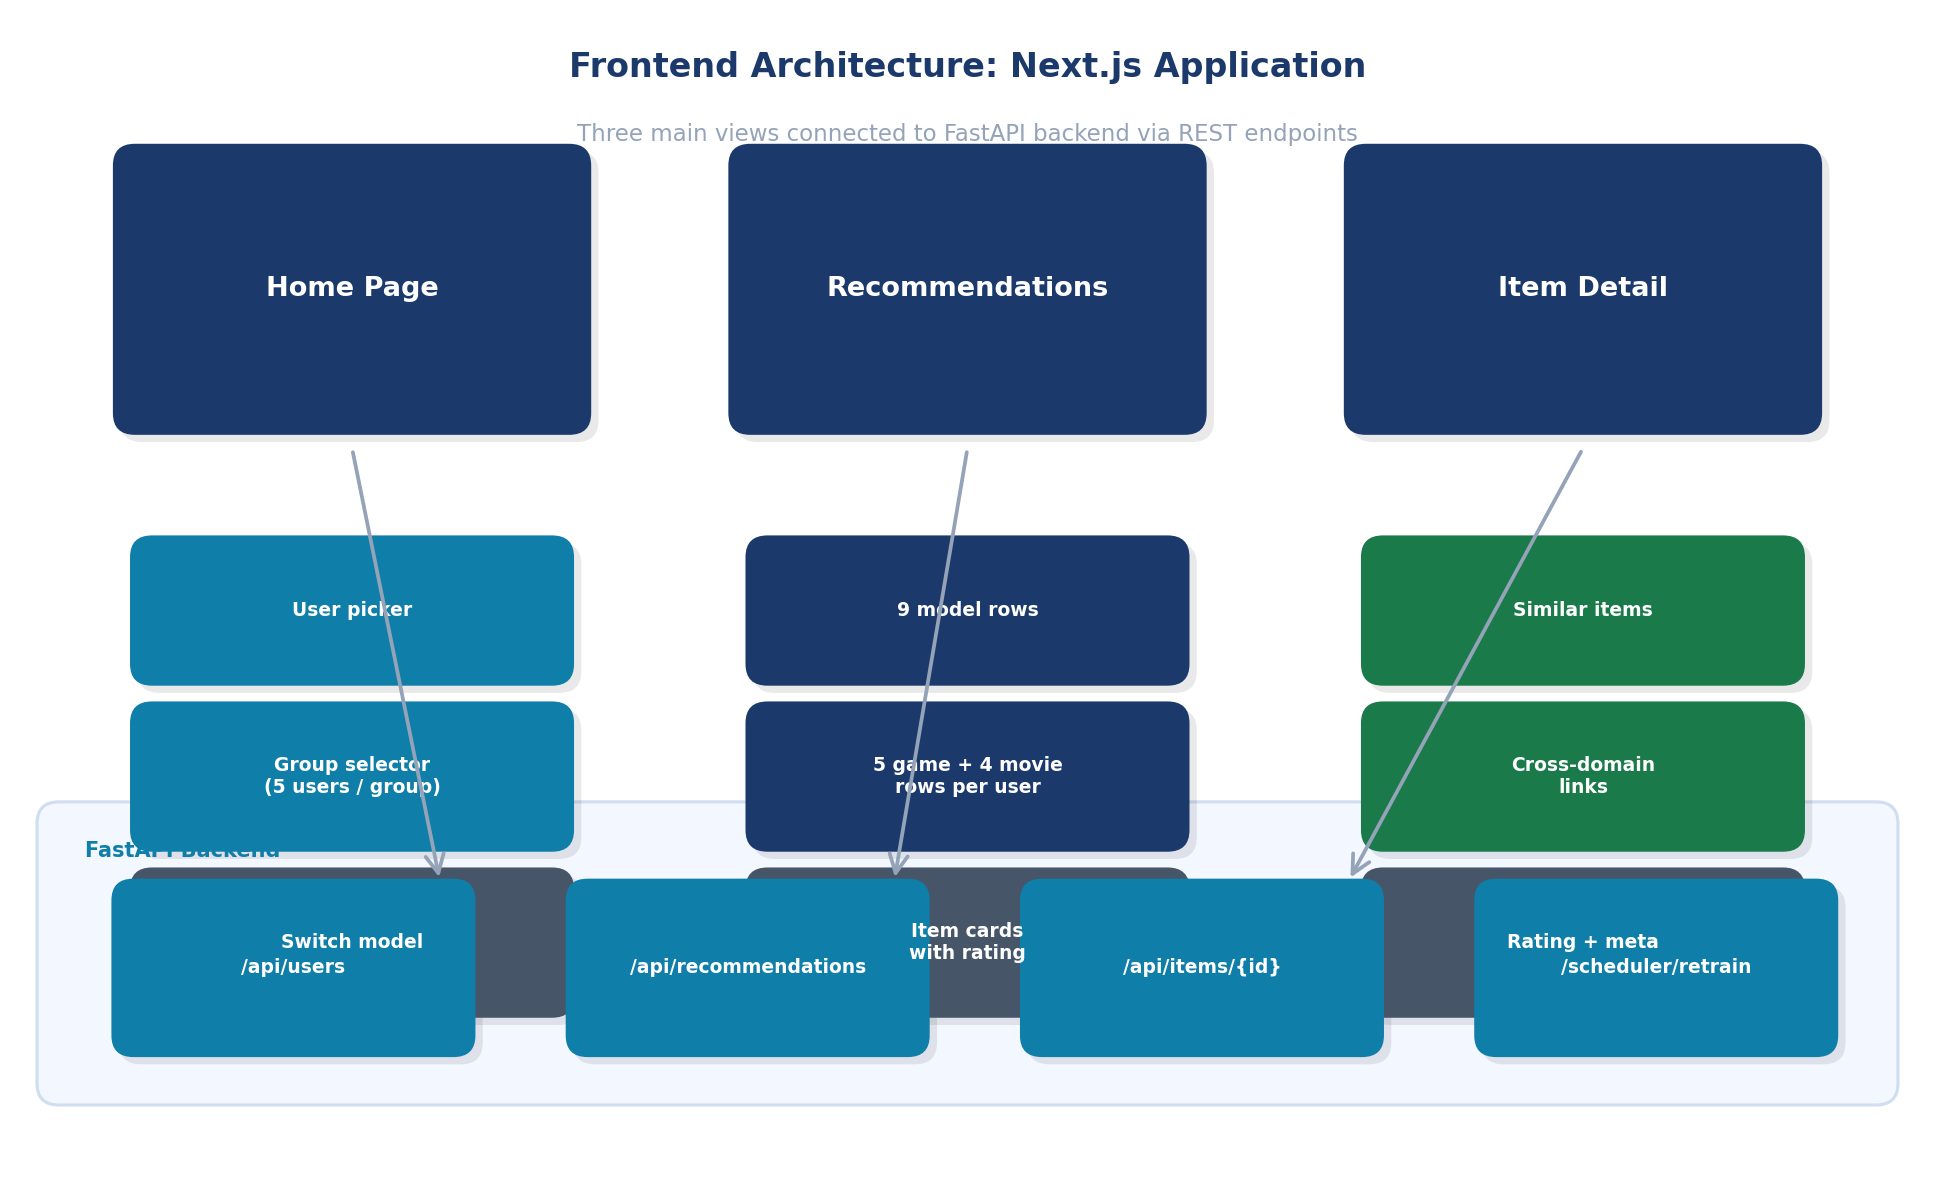 Frontend Architecture: Next.js Application
Three main views connected to FastAPI backend via REST endpoints
Home Page
Recommendations
Item Detail
User picker
9 model rows
Similar items
Group selector
(5 users / group)
5 game + 4 movie
rows per user
Cross-domain
links
FastAPI Backend
Switch model
Item cards
with rating
Rating + meta
/api/users
/api/recommendations
/api/items/{id}
/scheduler/retrain